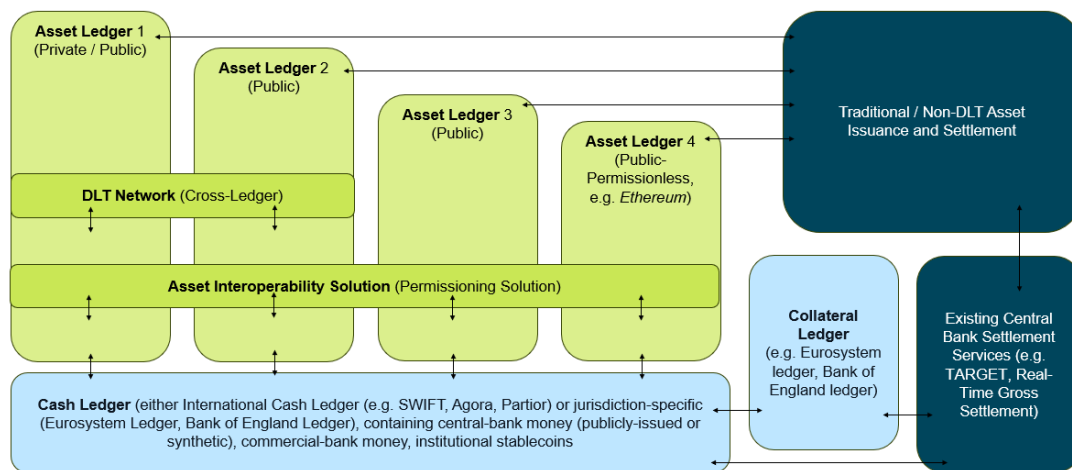 Asset Ledger 1
(Private / Public)
Asset Ledger 2
(Public)
Asset Ledger 3
(Public)
Asset Ledger 4
(Public-
Permissionless,
e.g. Ethereum)
Traditional / Non-DLT Asset
Issuance and Settlement
DLT Network (Cross-Ledger)
Asset Interoperability Solution (Permissioning Solution)
Collateral
Ledger
(e.g. Eurosystem
ledger, Bank of
England ledger)
Existing Central
Bank Settlement
Services (e.g.
TARGET, Real-
Time Gross
Settlement)
Cash Ledger (either International Cash Ledger (e.g. SWIFT, Agora, Partior) or jurisdiction-specific
(Eurosystem Ledger, Bank of England Ledger), containing central-bank money (publicly-issued or
synthetic), commercial-bank money, institutional stablecoins